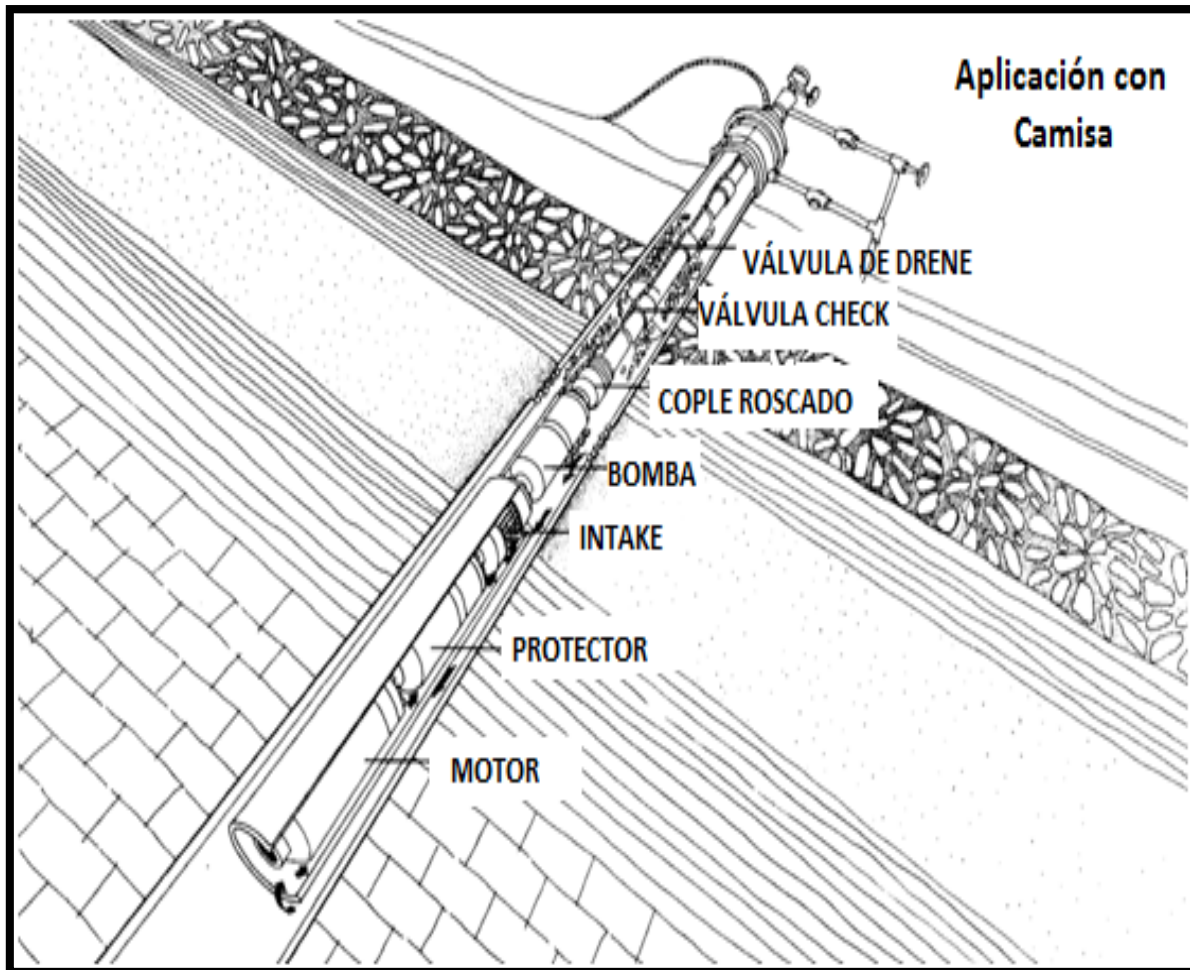 Aplicación con
Camisa
VÁLVULA DE DRENE
VÁLVULA CHECK
COPLE ROSCADO
BOMBA
INTAKE
PROTECTOR
MOTOR